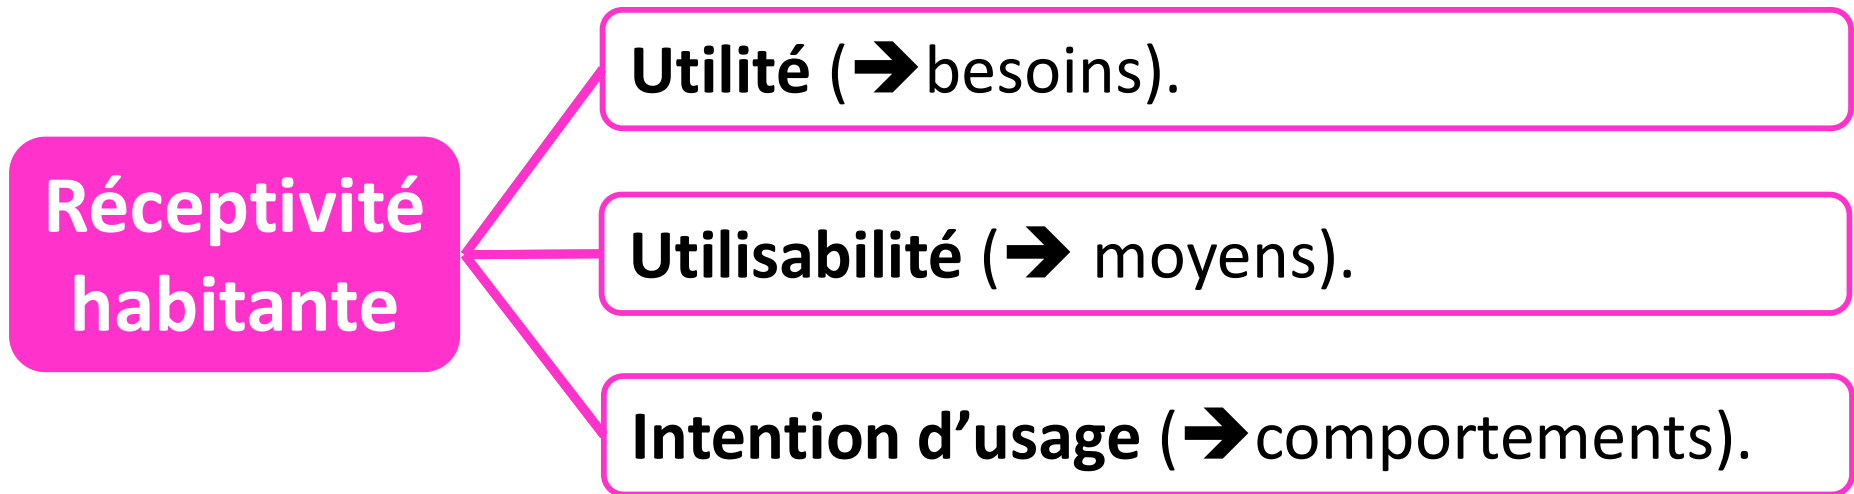 Réceptivité
habitante
Utilité (➔besoins).
Utilisabilité (➔ moyens).
Intention d’usage (➔comportements).